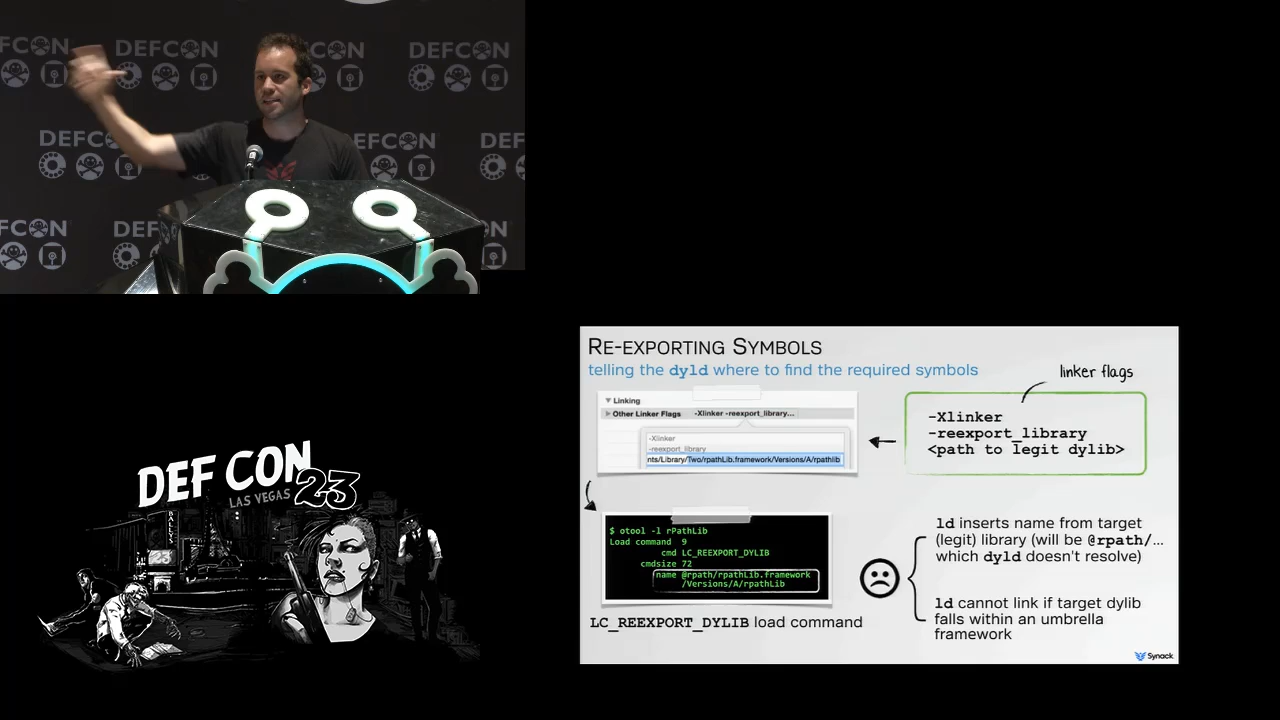 DEFCON
DEFCON
DEFCON
DEFCON
DEFCON
DEF
DEFCON
RE-EXPORTING SYMBOLS
telling the dyld where to find the required symbols
linker flags
▼ Linking
▶ Other Linker Flags -Xlinker -reexport_library...
-Xlinker
-reexport_library
nts/Library/Two/rpathLib.framework/Versions/A/rpathlib
-Xlinker
-reexport_library
<path to legit dylib>
$ otool -l rPathLib
Load command 9
cmd LC_REEXPORT_DYLIB
cmdsize 72
name @rpath/rpathLib.framework
/Versions/A/rpathLib
LC_REEXPORT_DYLIB load command
ld inserts name from target
(legit) library (will be @rpath/...
which dyld doesn't resolve)
ld cannot link if target dylib
falls within an umbrella
framework
Synack
DEF CON
LAS VEGAS 23
BALLYS